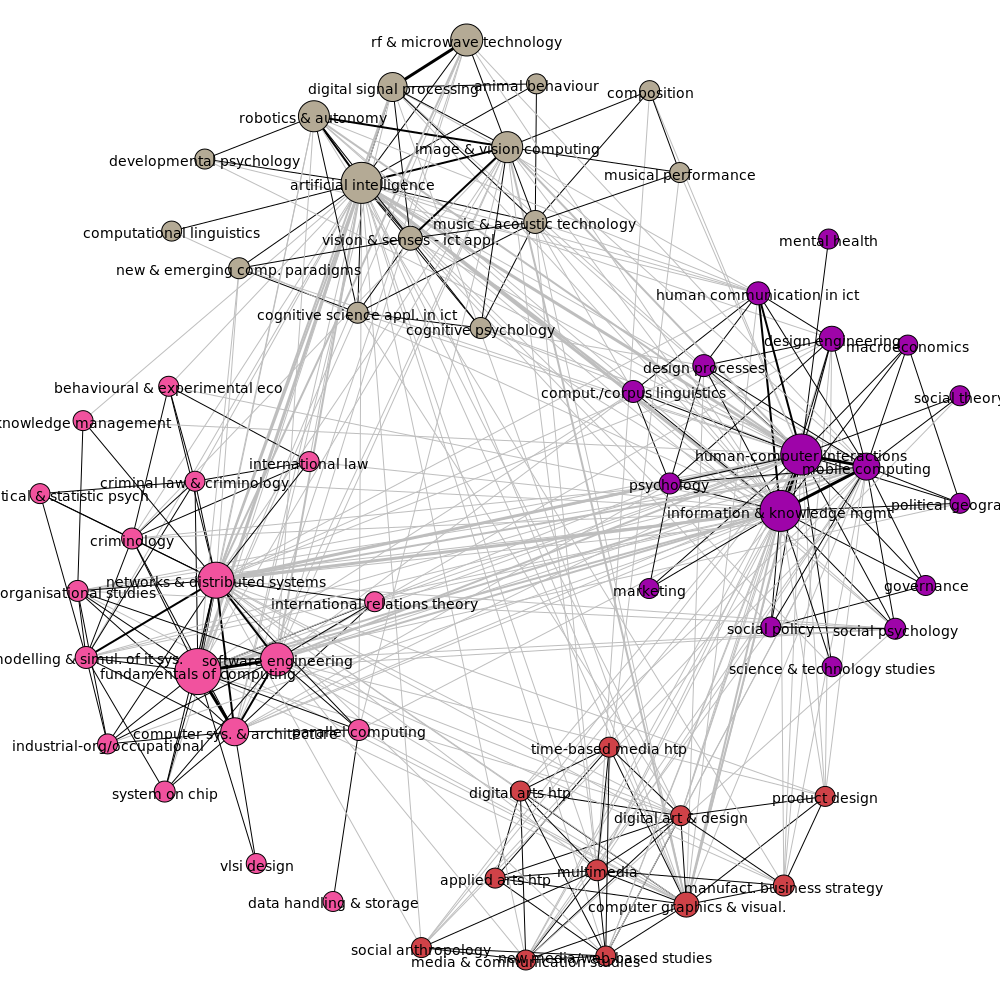 rf & microwave technology
digital signal processing
animal behaviour
composition
robotics & autonomy
image & vision computing
developmental psychology
musical performance
artificial intelligence
music & acoustic technology
computational linguistics
vision & senses - ict appl.
mental health
new & emerging comp. paradigms
human communication in ict
cognitive science appl. in ict
cognitive psychology
design engineering
macroeconomics
design processes
behavioural & experimental eco
comput./corpus linguistics
social theory
knowledge management
human-computer interactions
international law
mobile computing
criminal law & criminology
psychology
tical & statistic psych
political geogra
information & knowledge mgmt
criminology
networks & distributed systems
governance
marketing
organisational studies
international relations theory
social policy
social psychology
modelling & simul. of it sys.
software engineering
science & technology studies
fundamentals of computing
computer sys. & architecture
parallel computing
industrial-org/occupational
time-based media htp
system on chip
digital arts htp
product design
digital art & design
vlsi design
multimedia
applied arts htp
manufact. business strategy
data handling & storage
computer graphics & visual.
social anthropology
new media/web-based studies
media & communication studies